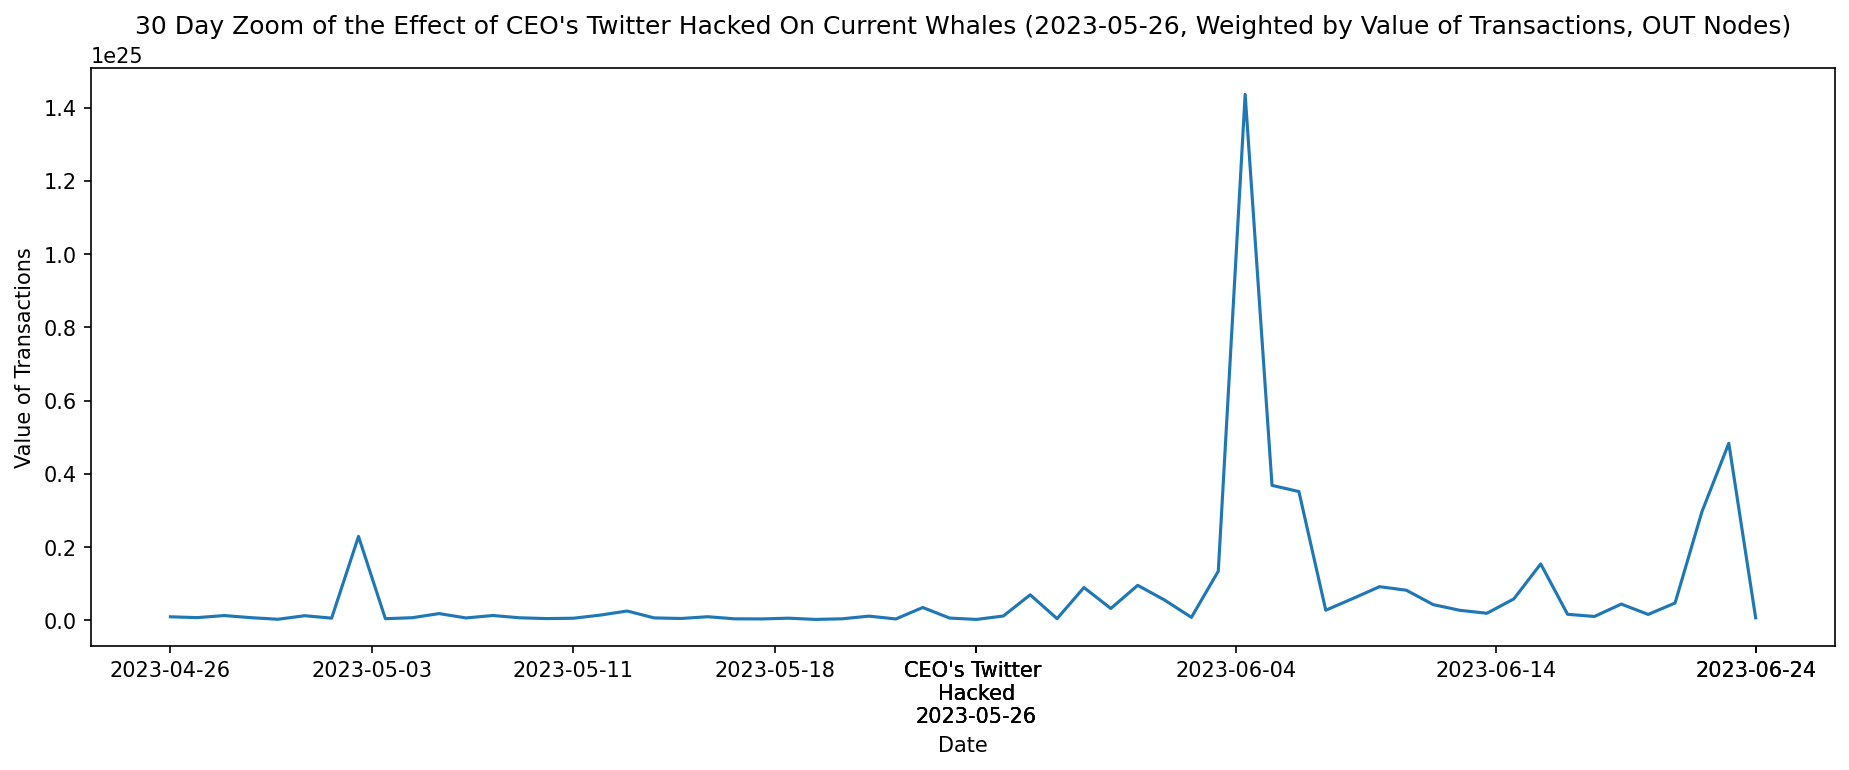 30 Day Zoom of the Effect of CEO's Twitter Hacked On Current Whales (2023-05-26, Weighted by Value of Transactions, OUT Nodes)
1e25
1.4
1.2
1.0
0.8
0.6
0.4
0.2
0.0
Value of Transactions
2023-04-26
2023-05-03
2023-05-11
2023-05-18
CEO's Twitter
Hacked
2023-05-26
2023-06-04
2023-06-14
2023-06-24
Date